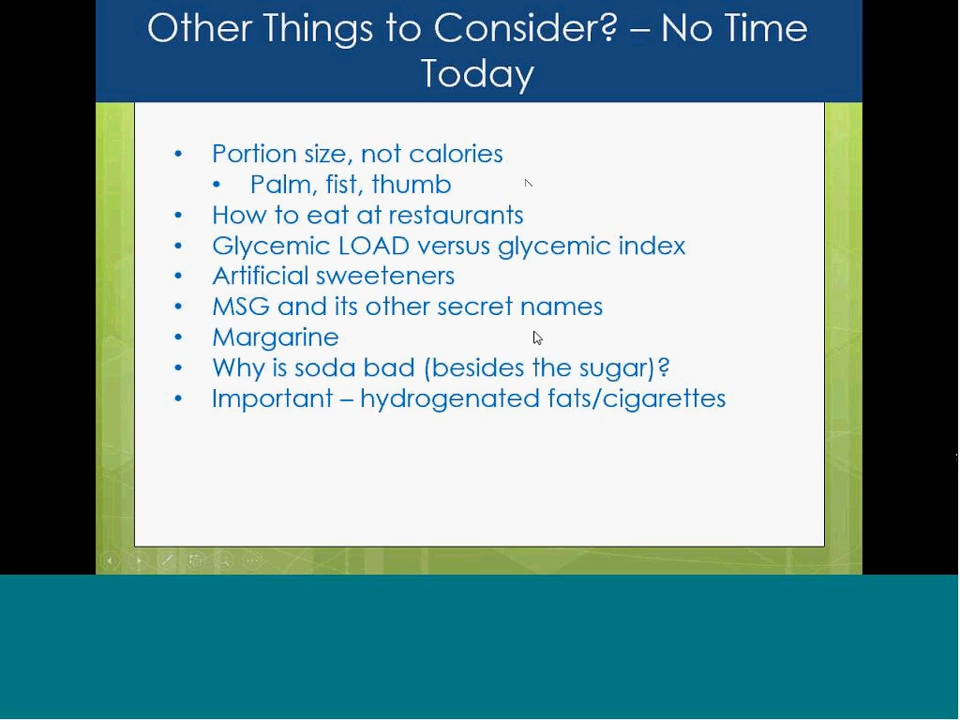 Other Things to Consider? – No Time
Today
• Portion size, not calories
• Palm, fist, thumb
• How to eat at restaurants
• Glycemic LOAD versus glycemic index
• Artificial sweeteners
• MSG and its other secret names
• Margarine
• Why is soda bad (besides the sugar)?
• Important – hydrogenated fats/cigarettes